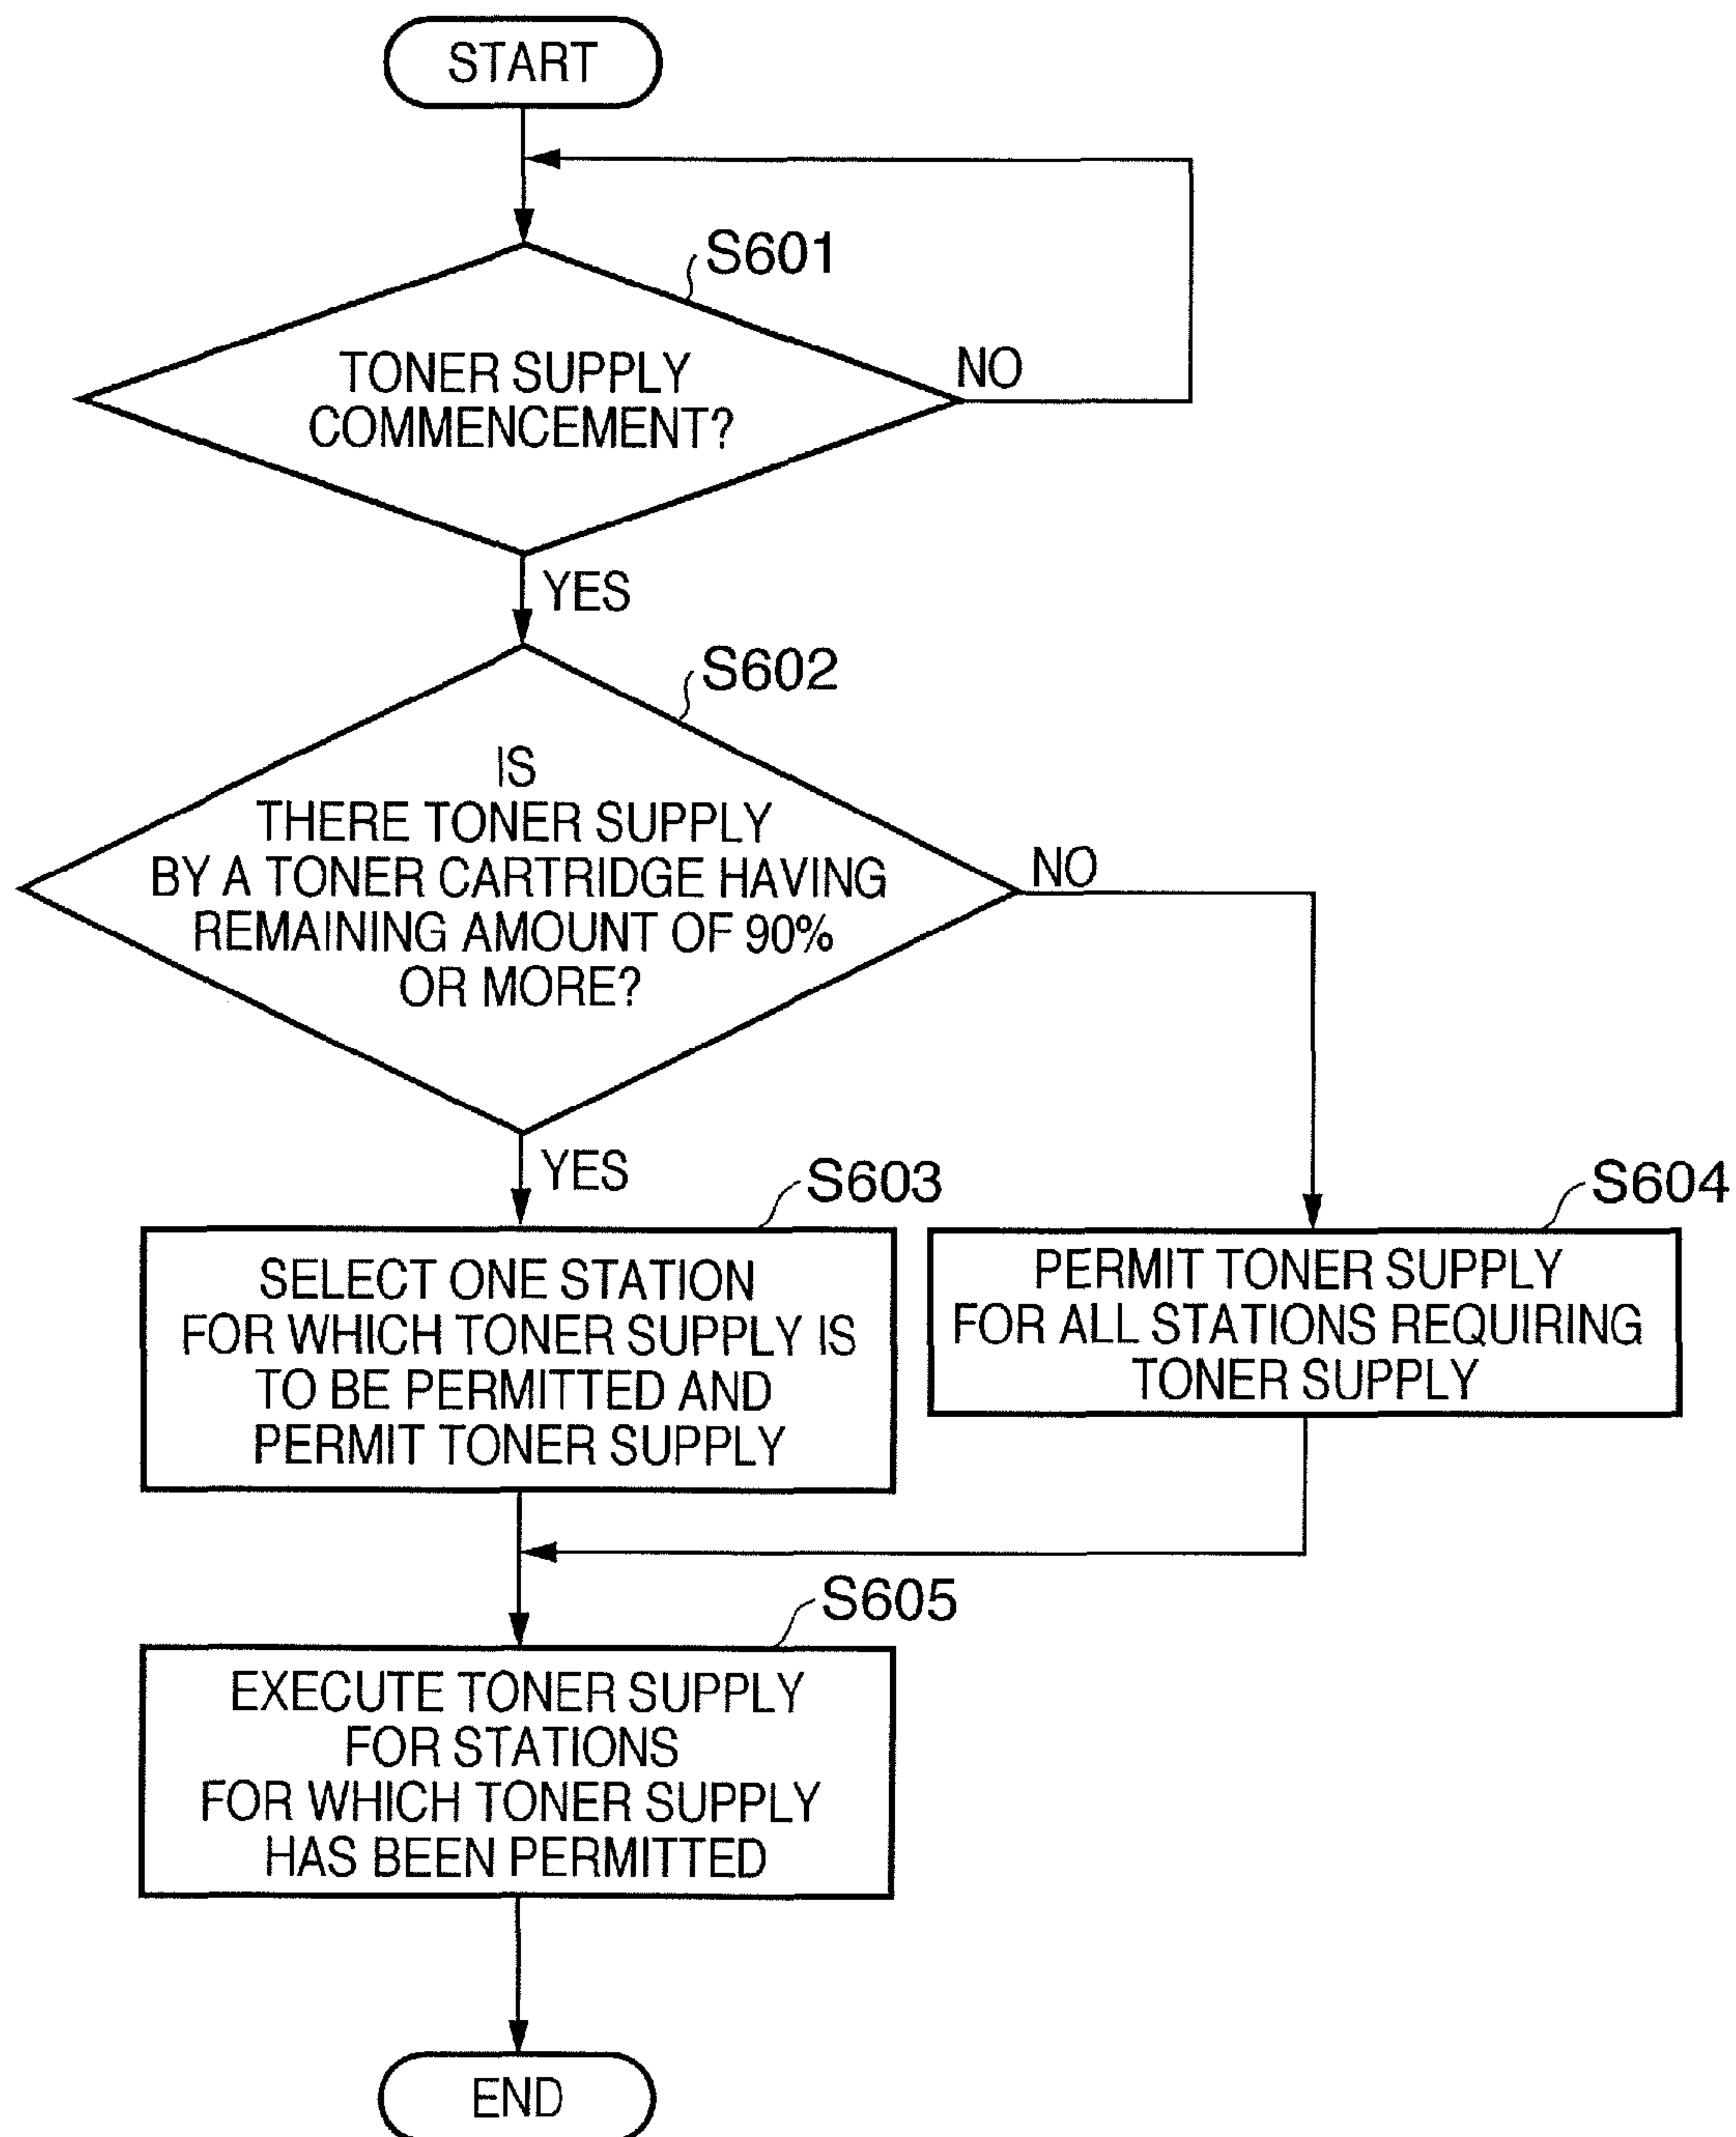 START
S601
TONER SUPPLY
COMMENCEMENT?
NO
YES
S602
IS
THERE TONER SUPPLY
BY A TONER CARTRIDGE HAVING
REMAINING AMOUNT OF 90%
OR MORE?
NO
YES
S603
SELECT ONE STATION
FOR WHICH TONER SUPPLY IS
TO BE PERMITTED AND
PERMIT TONER SUPPLY
S604
PERMIT TONER SUPPLY
FOR ALL STATIONS REQUIRING
TONER SUPPLY
S605
EXECUTE TONER SUPPLY
FOR STATIONS
FOR WHICH TONER SUPPLY
HAS BEEN PERMITTED
END